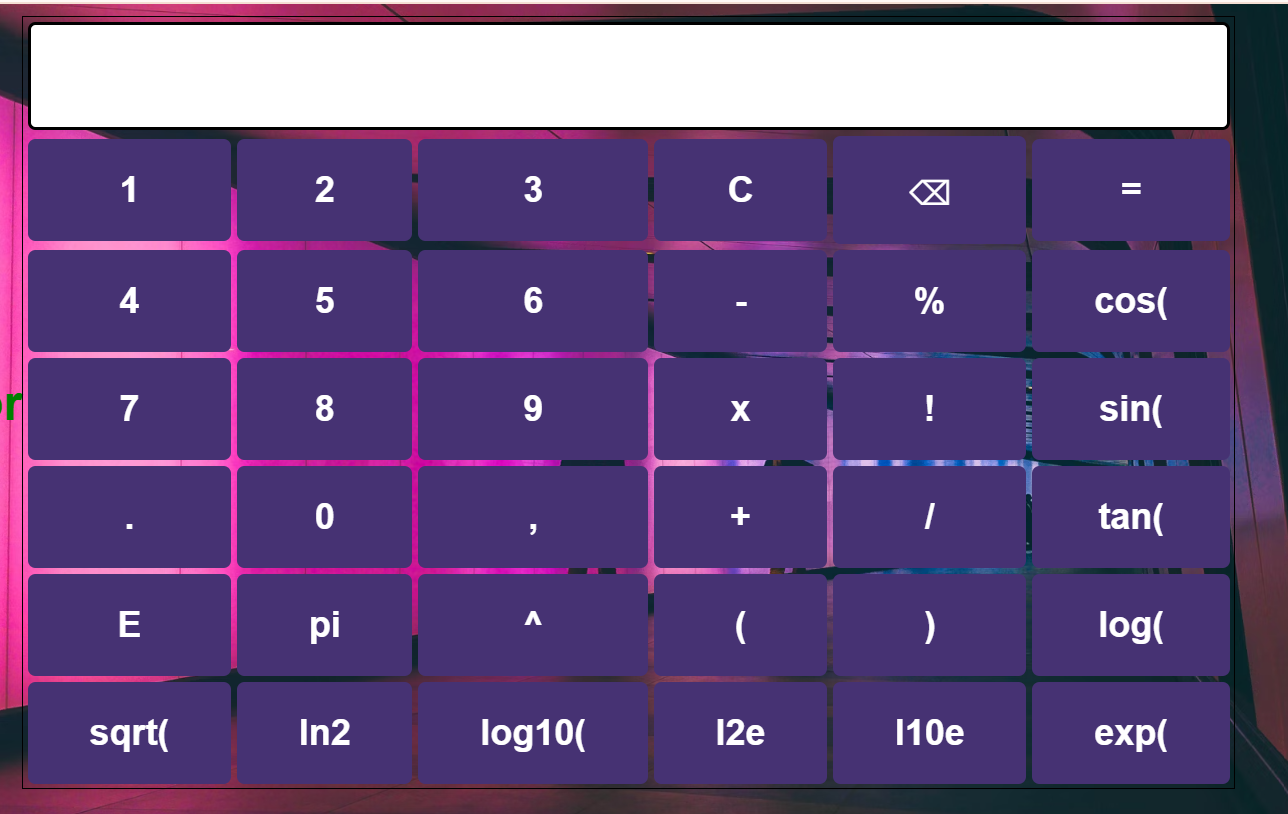 1 2 3 C ⌫ =
4 5 6 - % cos(
7 8 9 x ! sin(
. 0 , + / tan(
E pi ^ ( ) log(
sqrt( ln2 log10( l2e l10e exp(